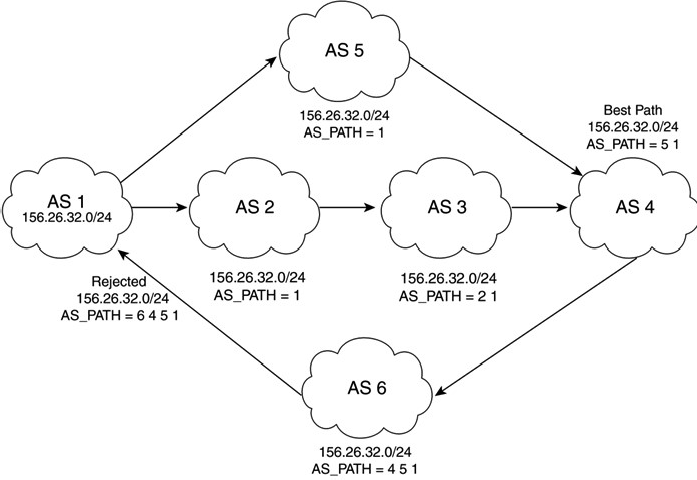 AS 5
156.26.32.0/24
AS_PATH = 1
Best Path
156.26.32.0/24
AS_PATH = 5 1
AS 1
156.26.32.0/24
AS 2
AS 3
AS 4
156.26.32.0/24
AS_PATH = 1
156.26.32.0/24
AS_PATH = 2 1
Rejected
156.26.32.0/24
AS_PATH = 6 4 5 1
AS 6
156.26.32.0/24
AS_PATH = 4 5 1